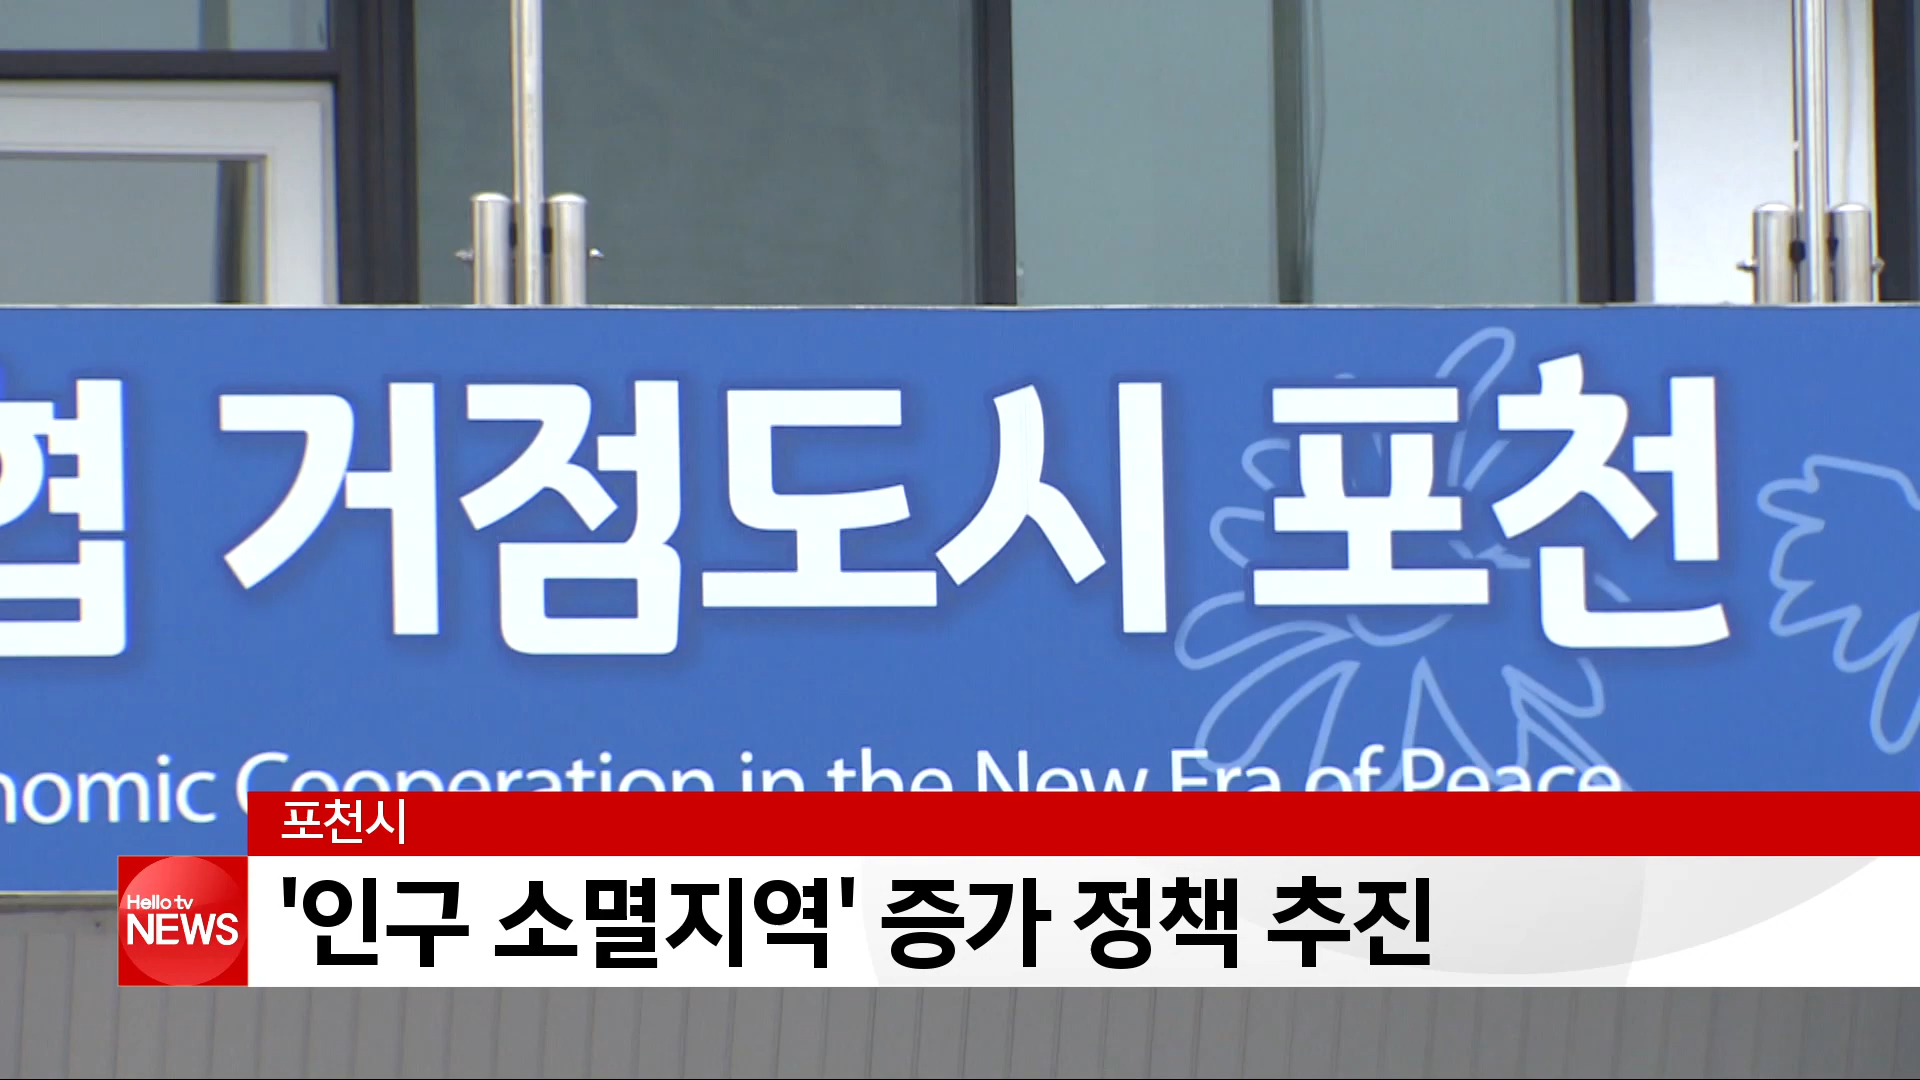 협 거점도시 포천
nomic Cooperation in the New Era of Peace
포천시
Hello tv
NEWS
'인구 소멸지역' 증가 정책 추진